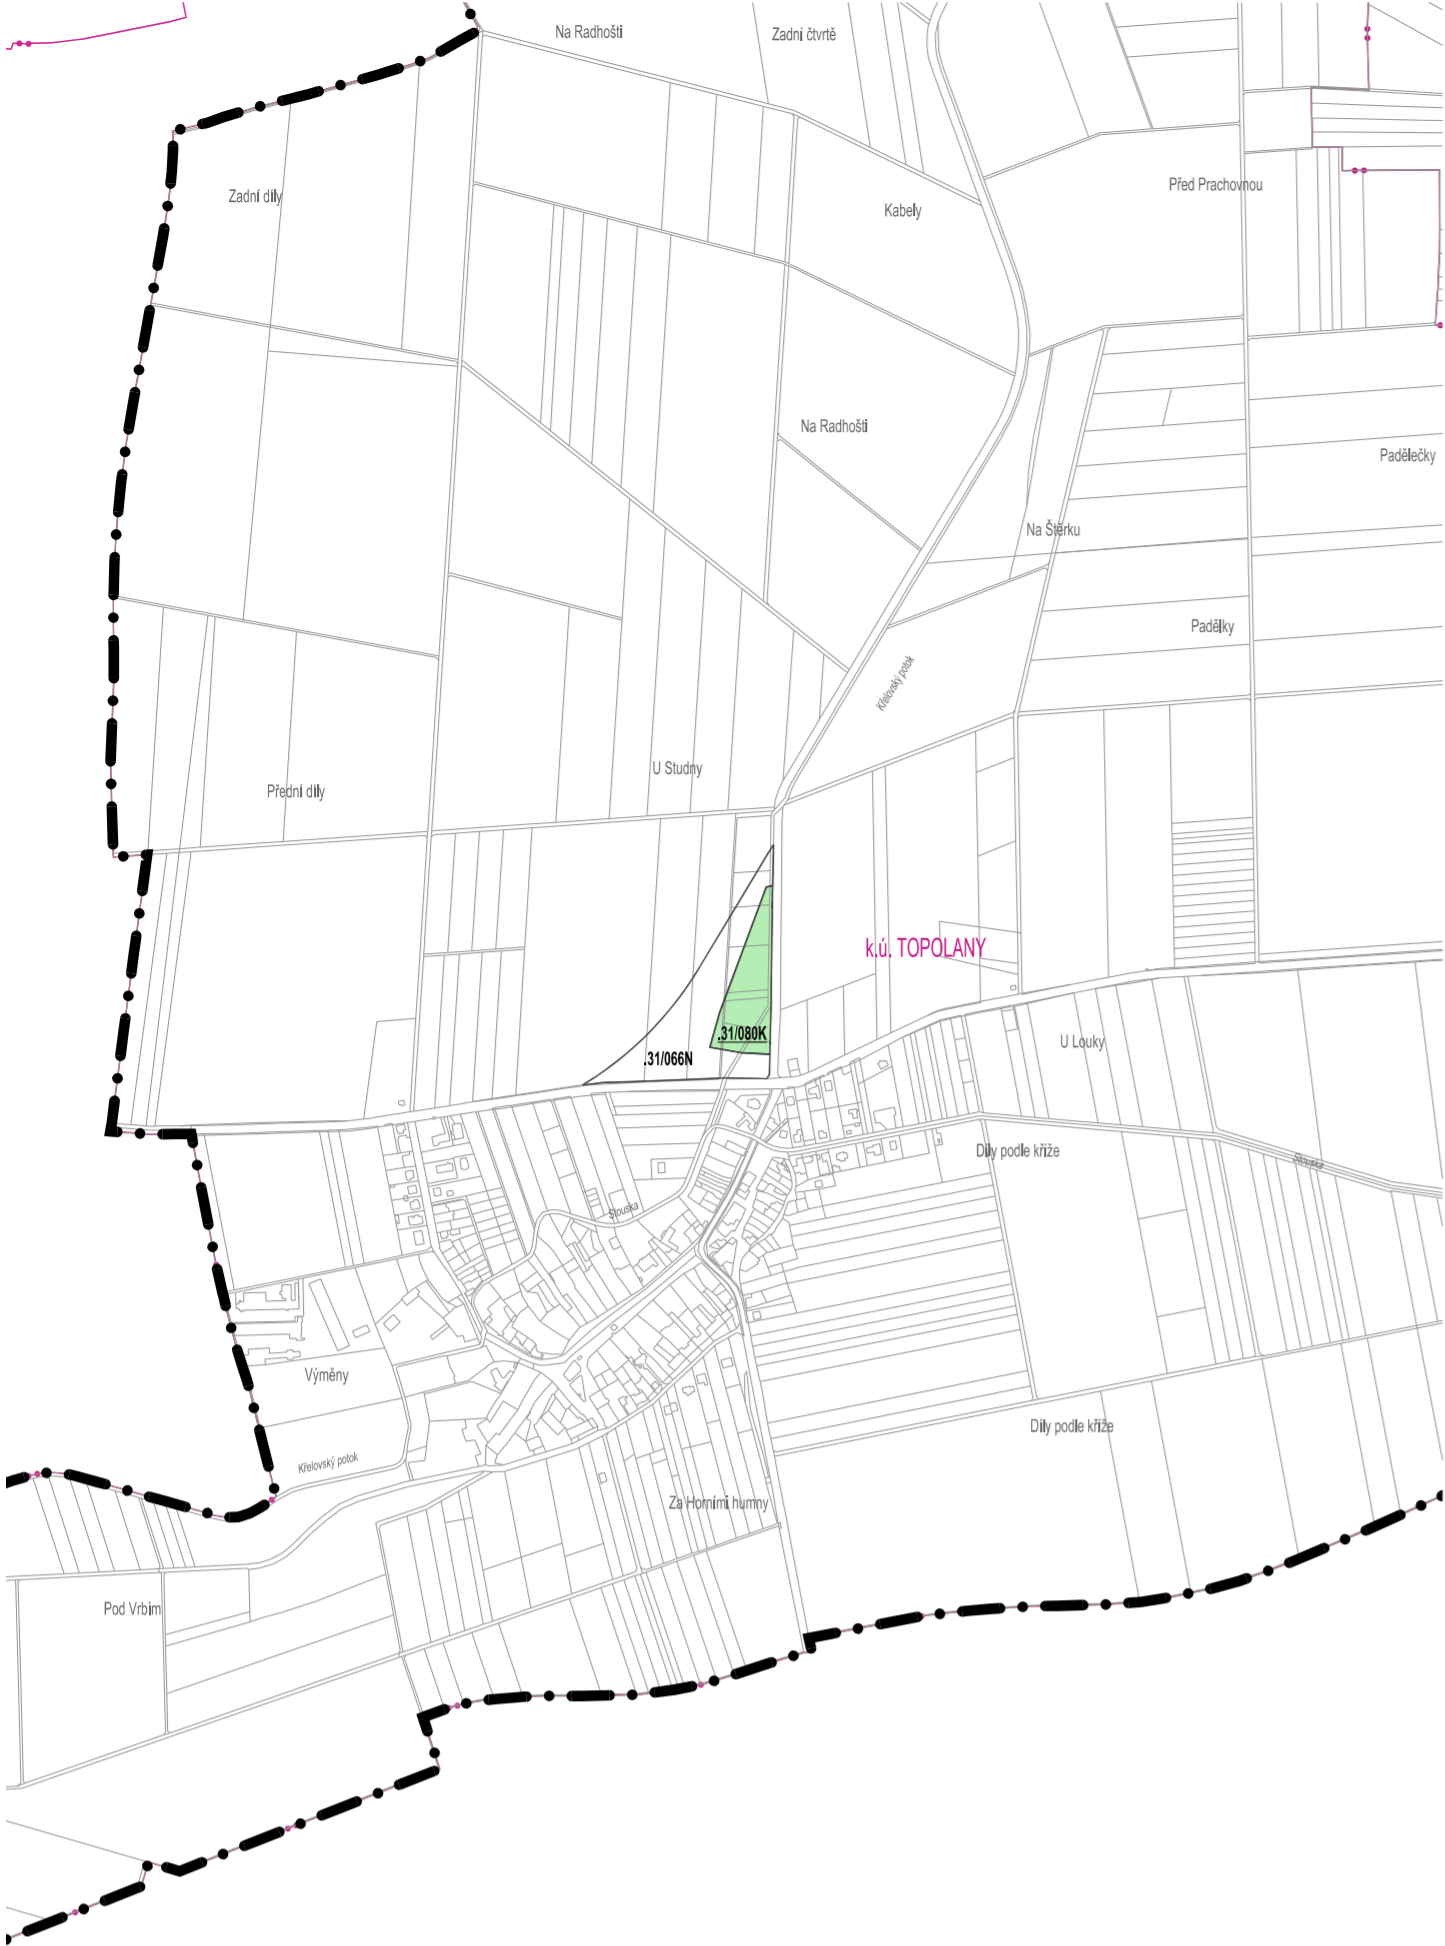 Na Radhošti
Zadní čtvrtě
Zadní díly
Kabely
Před Prachovnou
Na Radhošti
Padělečky
Na Štěrku
Padělky
Křelovský potok
U Studny
Přední díly
k.ú. TOPOLANY
.31/080K
.31/066N
U Louky
Díly podle kříže
Slouska
Slouska
Výměny
Díly podle kříže
Křelovský potok
Za Horními humny
Pod Vrbím